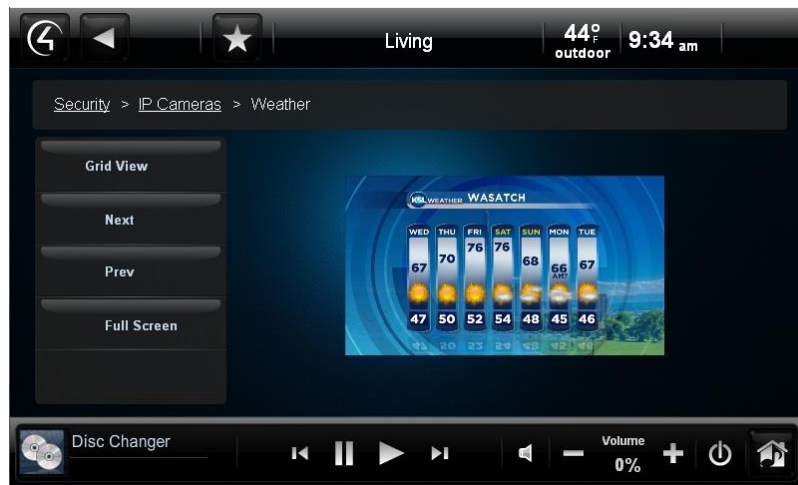 Living
44°F
outdoor
9:34 am
Security > IP Cameras > Weather
Grid View
Next
Prev
Full Screen
KSL WEATHER WASATCH
WED THU FRI SAT SUN MON TUE
67 70 76 76 68 66 67
AM?
47 50 52 54 48 45 46
Disc Changer
Volume
0%